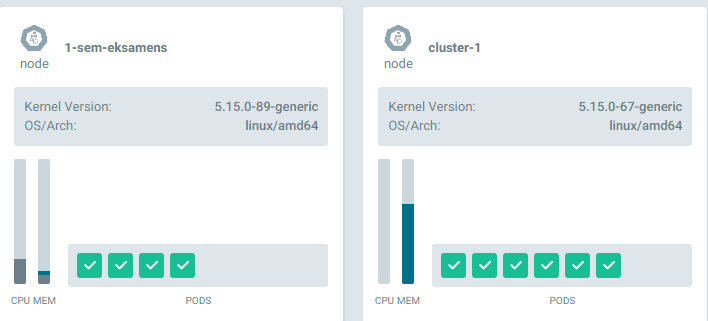 1-sem-eksamens
node
Kernel Version: 5.15.0-89-generic
OS/Arch: linux/amd64
CPU MEM PODS
cluster-1
node
Kernel Version: 5.15.0-67-generic
OS/Arch: linux/amd64
CPU MEM PODS